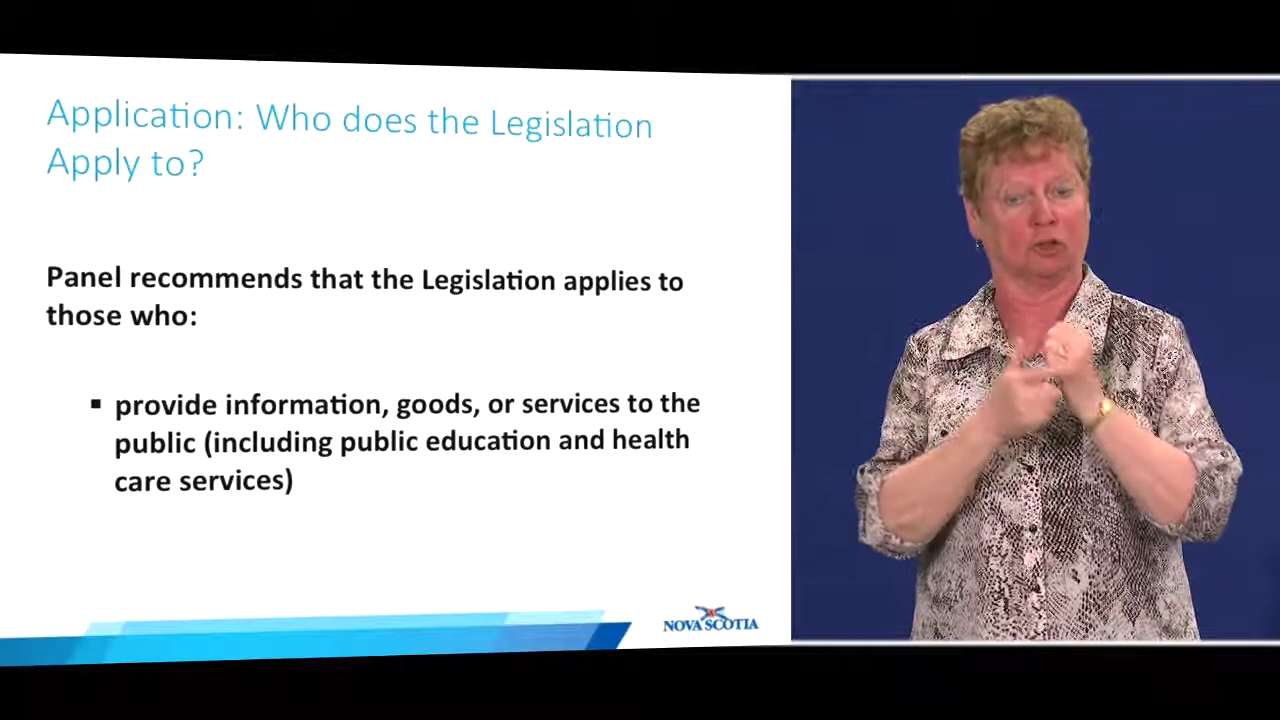 Application: Who does the Legislation
Apply to?
Panel recommends that the Legislation applies to
those who:
▪ provide information, goods, or services to the
public (including public education and health
care services)
NOVA SCOTIA